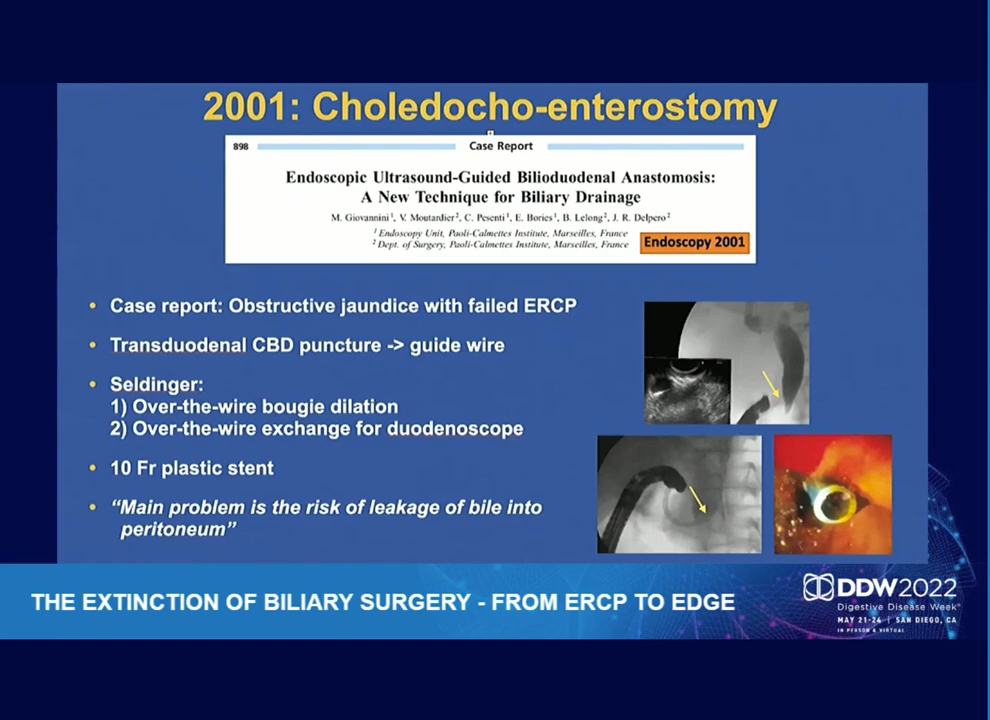 2001: Choledocho-enterostomy
898
Case Report
Endoscopic Ultrasound-Guided Bilioduodenal Anastomosis:
A New Technique for Biliary Drainage
M. Giovannini¹, V. Moutardier², C. Pesenti¹, E. Bories¹, B. Lelong², J. R. Delpero²
¹ Endoscopy Unit, Paoli-Calmettes Institute, Marseilles, France
² Dept. of Surgery, Paoli-Calmettes Institute, Marseilles, France
Endoscopy 2001
• Case report: Obstructive jaundice with failed ERCP
• Transduodenal CBD puncture -> guide wire
• Seldinger:
1) Over-the-wire bougie dilation
2) Over-the-wire exchange for duodenoscope
• 10 Fr plastic stent
• “Main problem is the risk of leakage of bile into
peritoneum”
THE EXTINCTION OF BILIARY SURGERY - FROM ERCP TO EDGE
DDW2022
Digestive Disease Week®
MAY 21-24 | SAN DIEGO, CA
IN PERSON & VIRTUAL